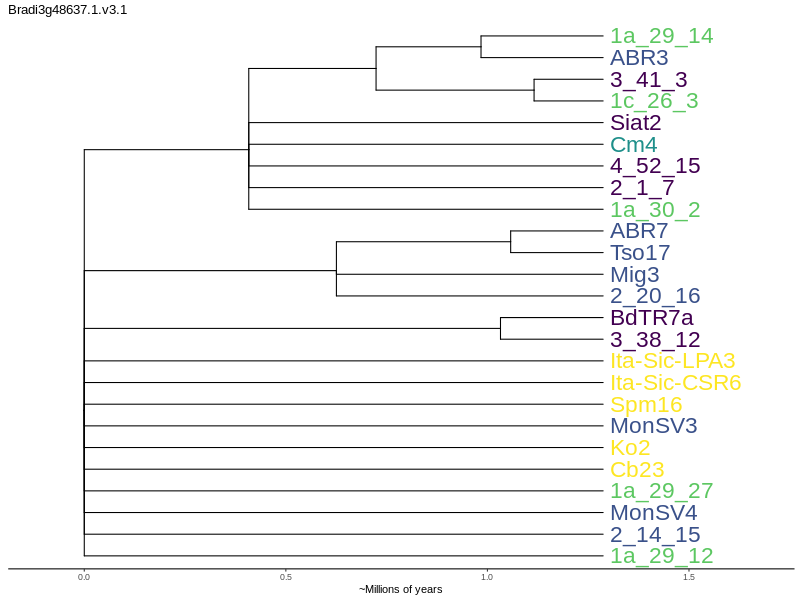 Bradi3g48637.1.v3.1
1a_29_14
ABR3
3_41_3
1c_26_3
Siat2
Cm4
4_52_15
2_1_7
1a_30_2
ABR7
Tso17
Mig3
2_20_16
BdTR7a
3_38_12
Ita-Sic-LPA3
Ita-Sic-CSR6
Spm16
MonSV3
Ko2
Cb23
1a_29_27
MonSV4
2_14_15
1a_29_12
0.0 0.5 1.0 1.5
~Millions of years